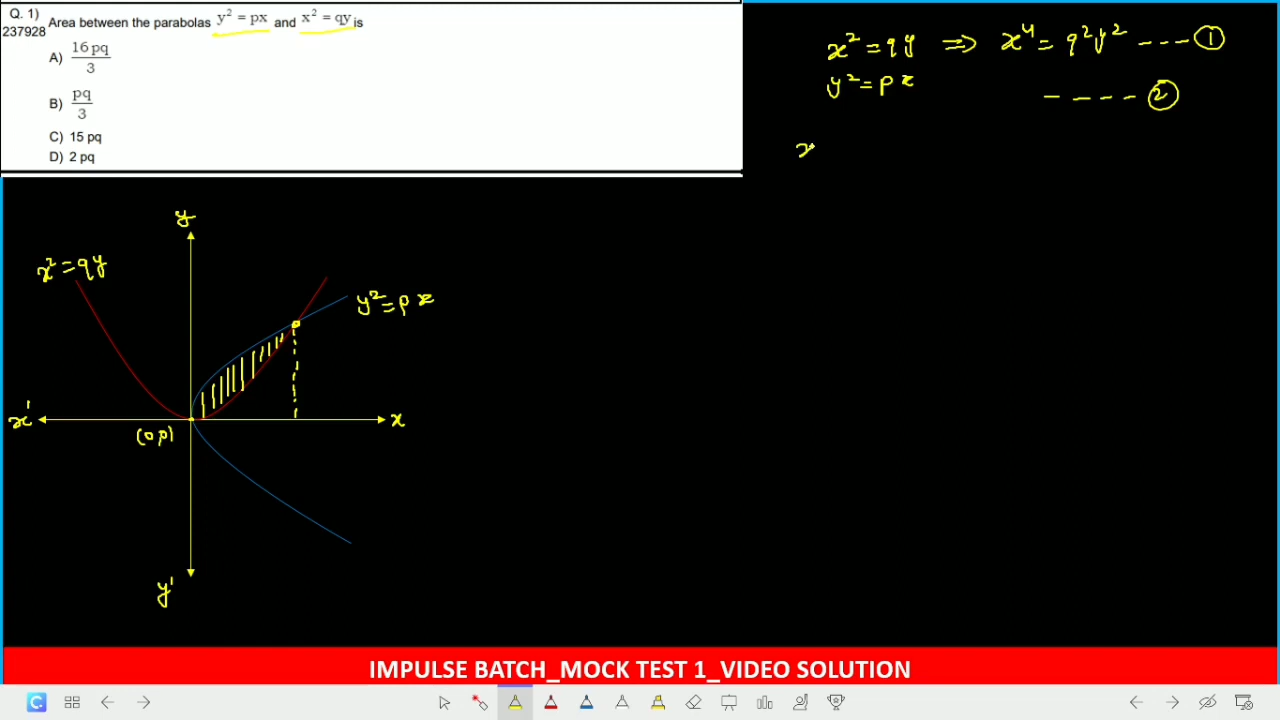 Q. 1)
237928
Area between the parabolas y² = px and x² = qy is
A) 16 pq / 3
B) pq / 3
C) 15 pq
D) 2 pq
x² = qy ⇒ x⁴ = q²y² --- ①
y² = px ---- ②
x
y
x² = qy
y² = px
x'
x
(0,0)
y'
IMPULSE BATCH_MOCK TEST 1_VIDEO SOLUTION